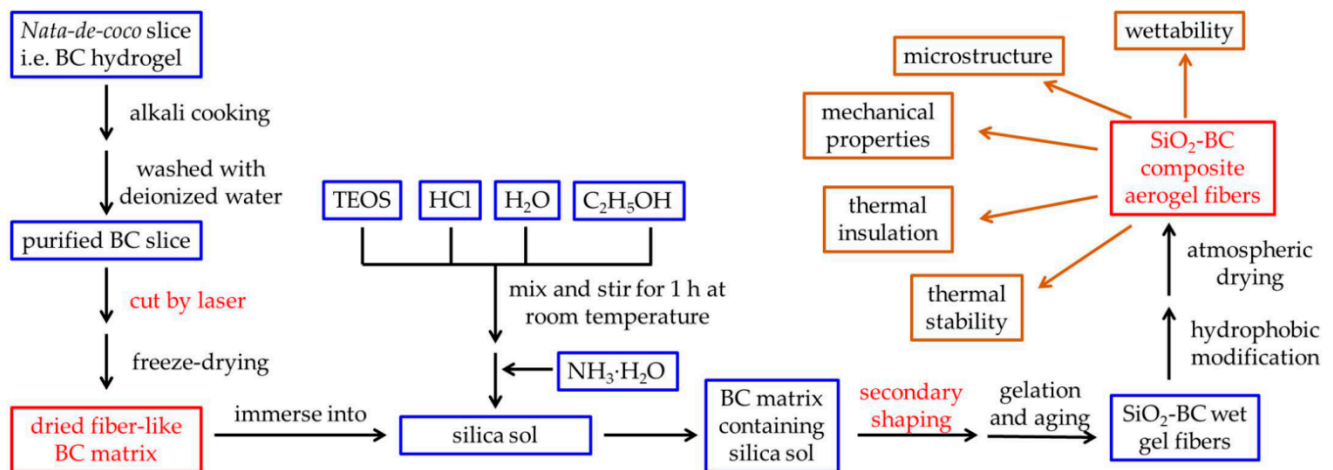 Nata-de-coco slice
i.e. BC hydrogel
alkali cooking
washed with
deionized water
purified BC slice
cut by laser
freeze-drying
dried fiber-like
BC matrix
immerse into
TEOS
HCl
H₂O
C₂H₅OH
mix and stir for 1 h at
room temperature
NH₃·H₂O
silica sol
BC matrix
containing
silica sol
secondary
shaping
gelation
and aging
SiO₂-BC wet
gel fibers
hydrophobic
modification
atmospheric
drying
SiO₂-BC
composite
aerogel fibers
wettability
microstructure
mechanical
properties
thermal
insulation
thermal
stability